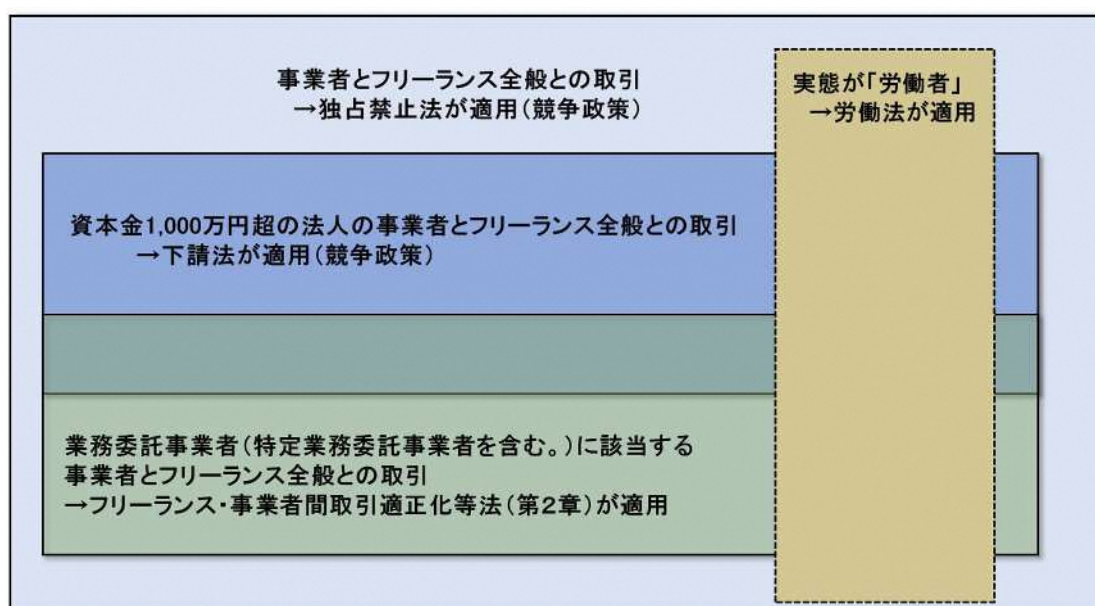 事業者とフリーランス全般との取引
→独占禁止法が適用(競争政策)
実態が「労働者」
→労働法が適用
資本金1,000万円超の法人の事業者とフリーランス全般との取引
→下請法が適用(競争政策)
業務委託事業者(特定業務委託事業者を含む。)に該当する
事業者とフリーランス全般との取引
→フリーランス・事業者間取引適正化等法(第2章)が適用